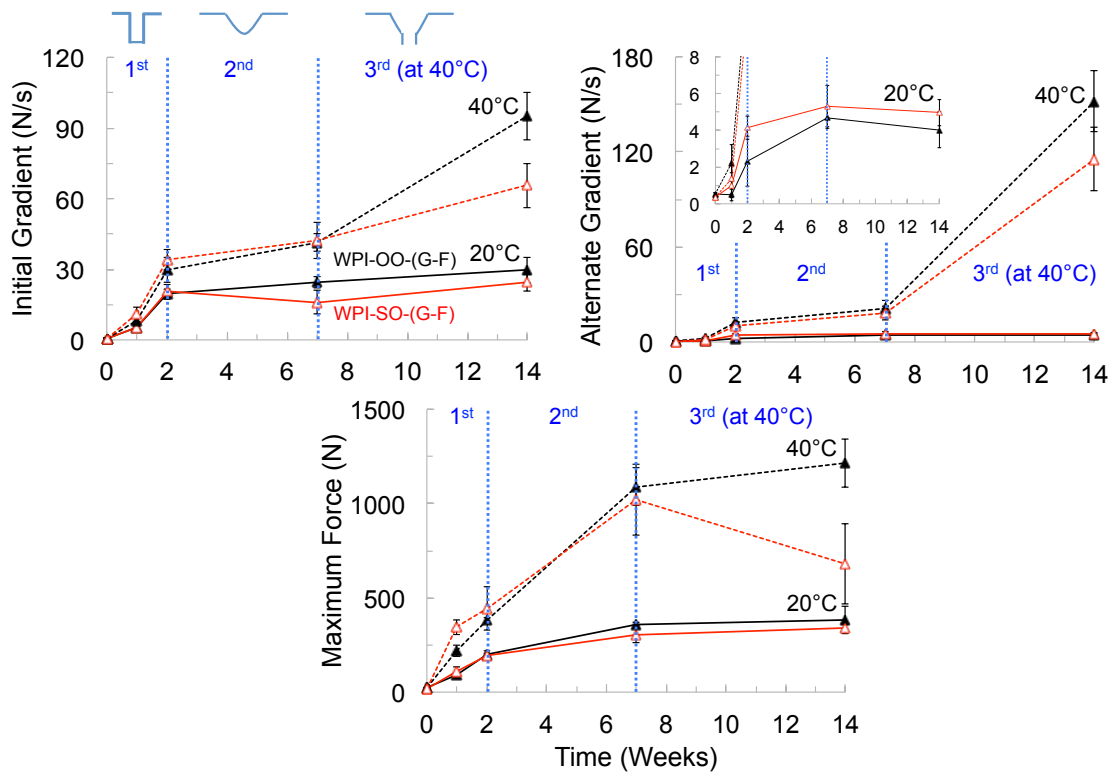 120
90
60
30
0
Initial Gradient (N/s)
1st
2nd
3rd (at 40°C)
40°C
WPI-OO-(G-F)
20°C
WPI-SO-(G-F)
0 2 4 6 8 10 12 14
180
120
60
0
Alternate Gradient (N/s)
8
6
4
2
0
20°C
0 2 4 6 8 10 12 14
40°C
1st
2nd
3rd (at 40°C)
0 2 4 6 8 10 12 14
1500
1000
500
0
Maximum Force (N)
1st
2nd
3rd (at 40°C)
40°C
20°C
0 2 4 6 8 10 12 14
Time (Weeks)